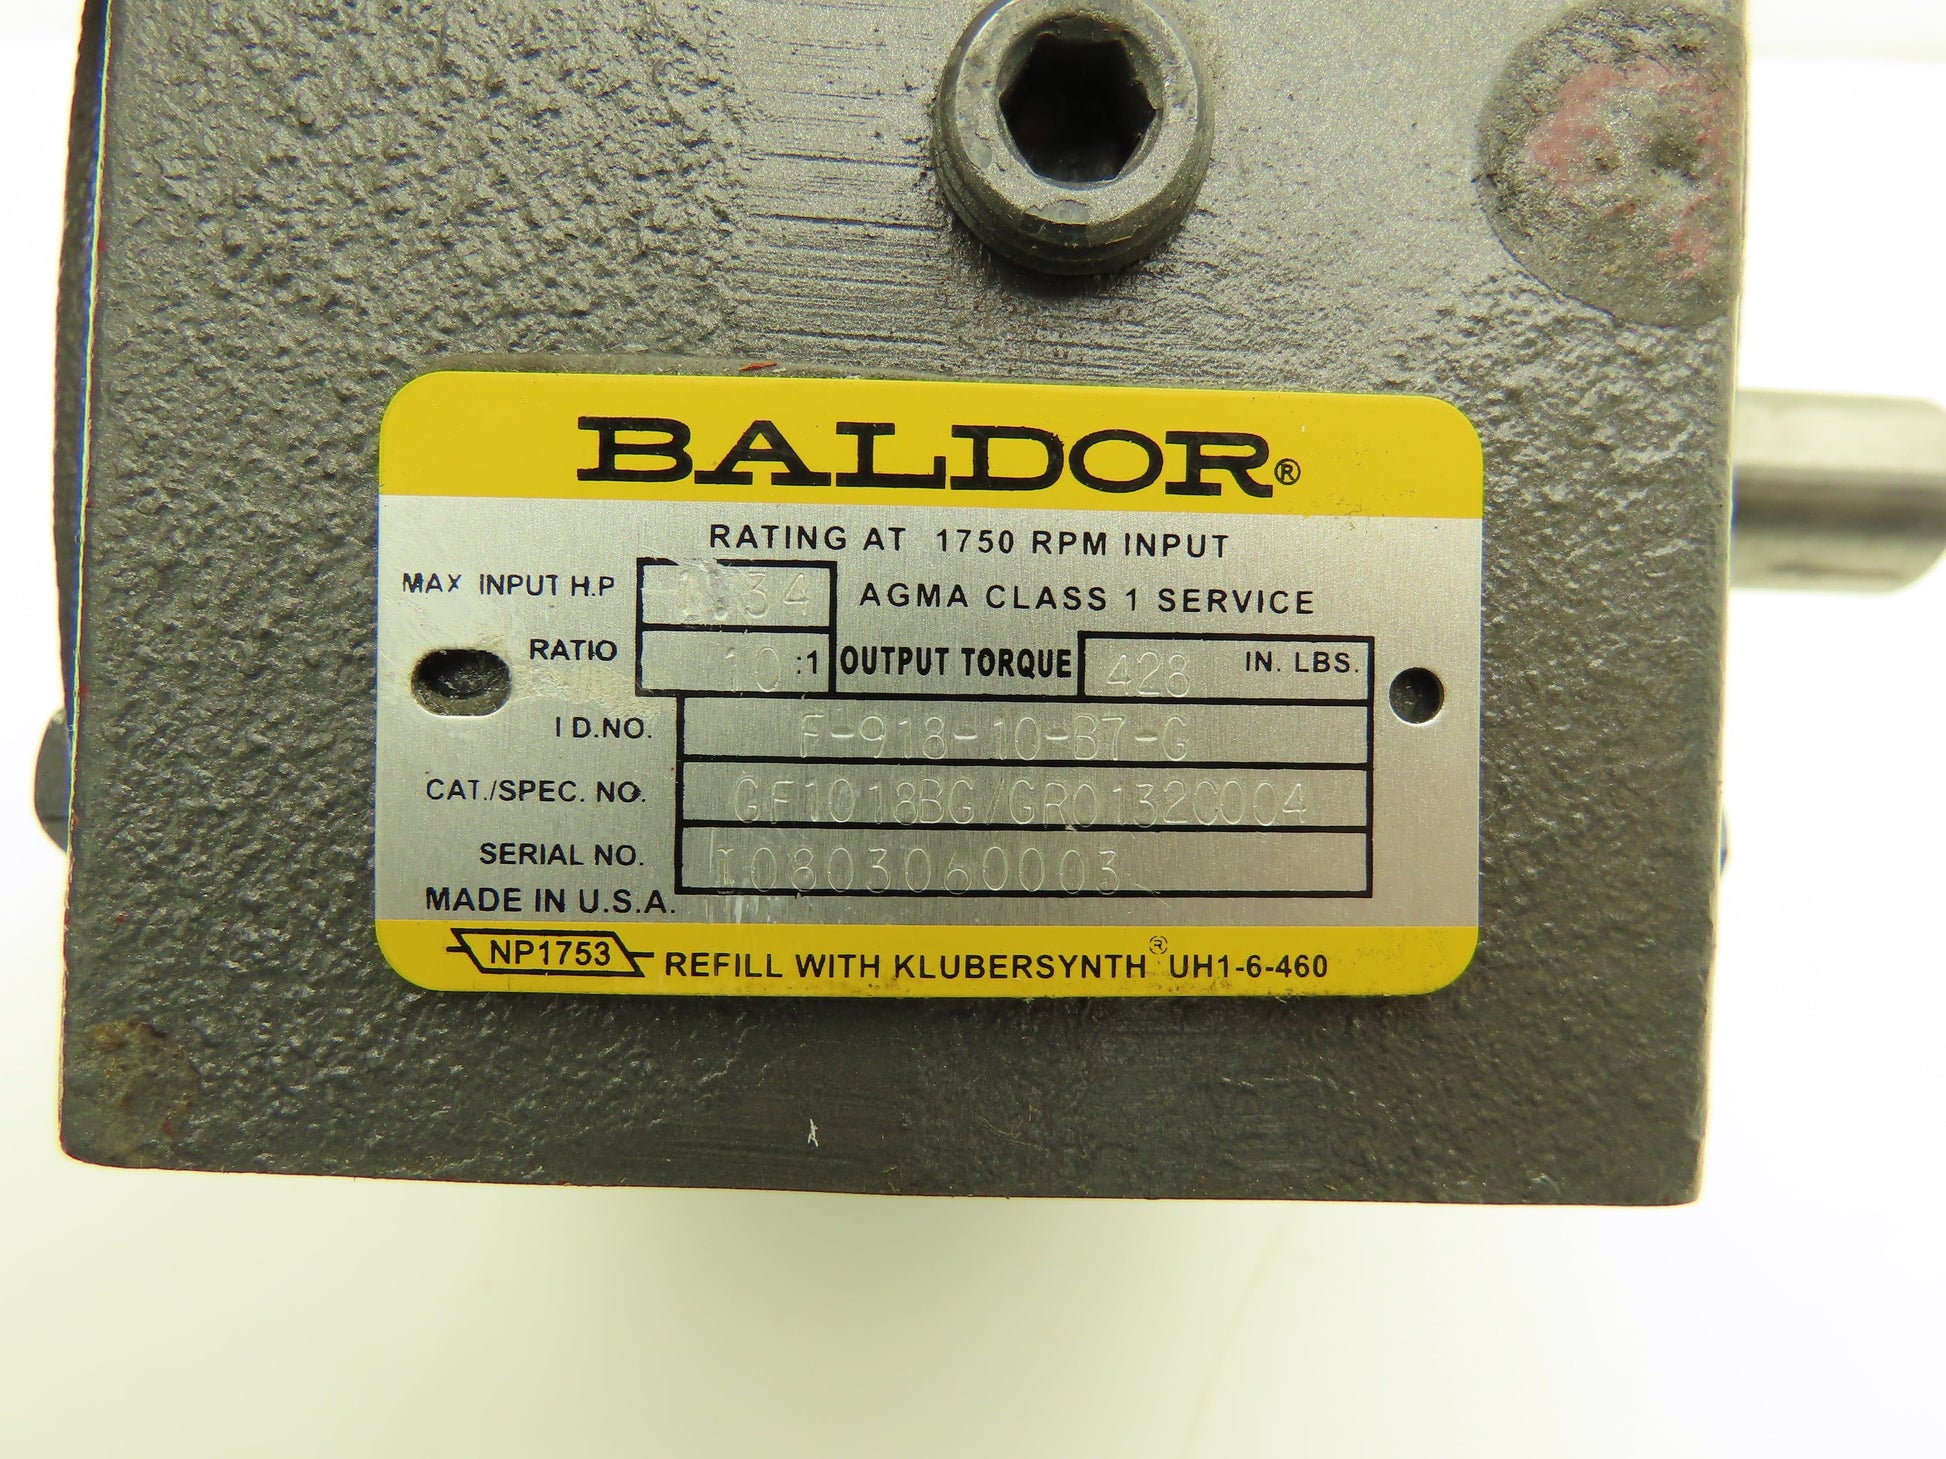 BALDOR®
RATING AT 1750 RPM INPUT
MAX INPUT H.P 1.34 AGMA CLASS 1 SERVICE
RATIO 10 :1 OUTPUT TORQUE 428 IN. LBS.
I D.NO. F-918-10-B7-G
CAT./SPEC. NO. GF1018BG/GR0132C004
SERIAL NO. I0803060003
MADE IN U.S.A.
NP1753 REFILL WITH KLUBERSYNTH® UH1-6-460